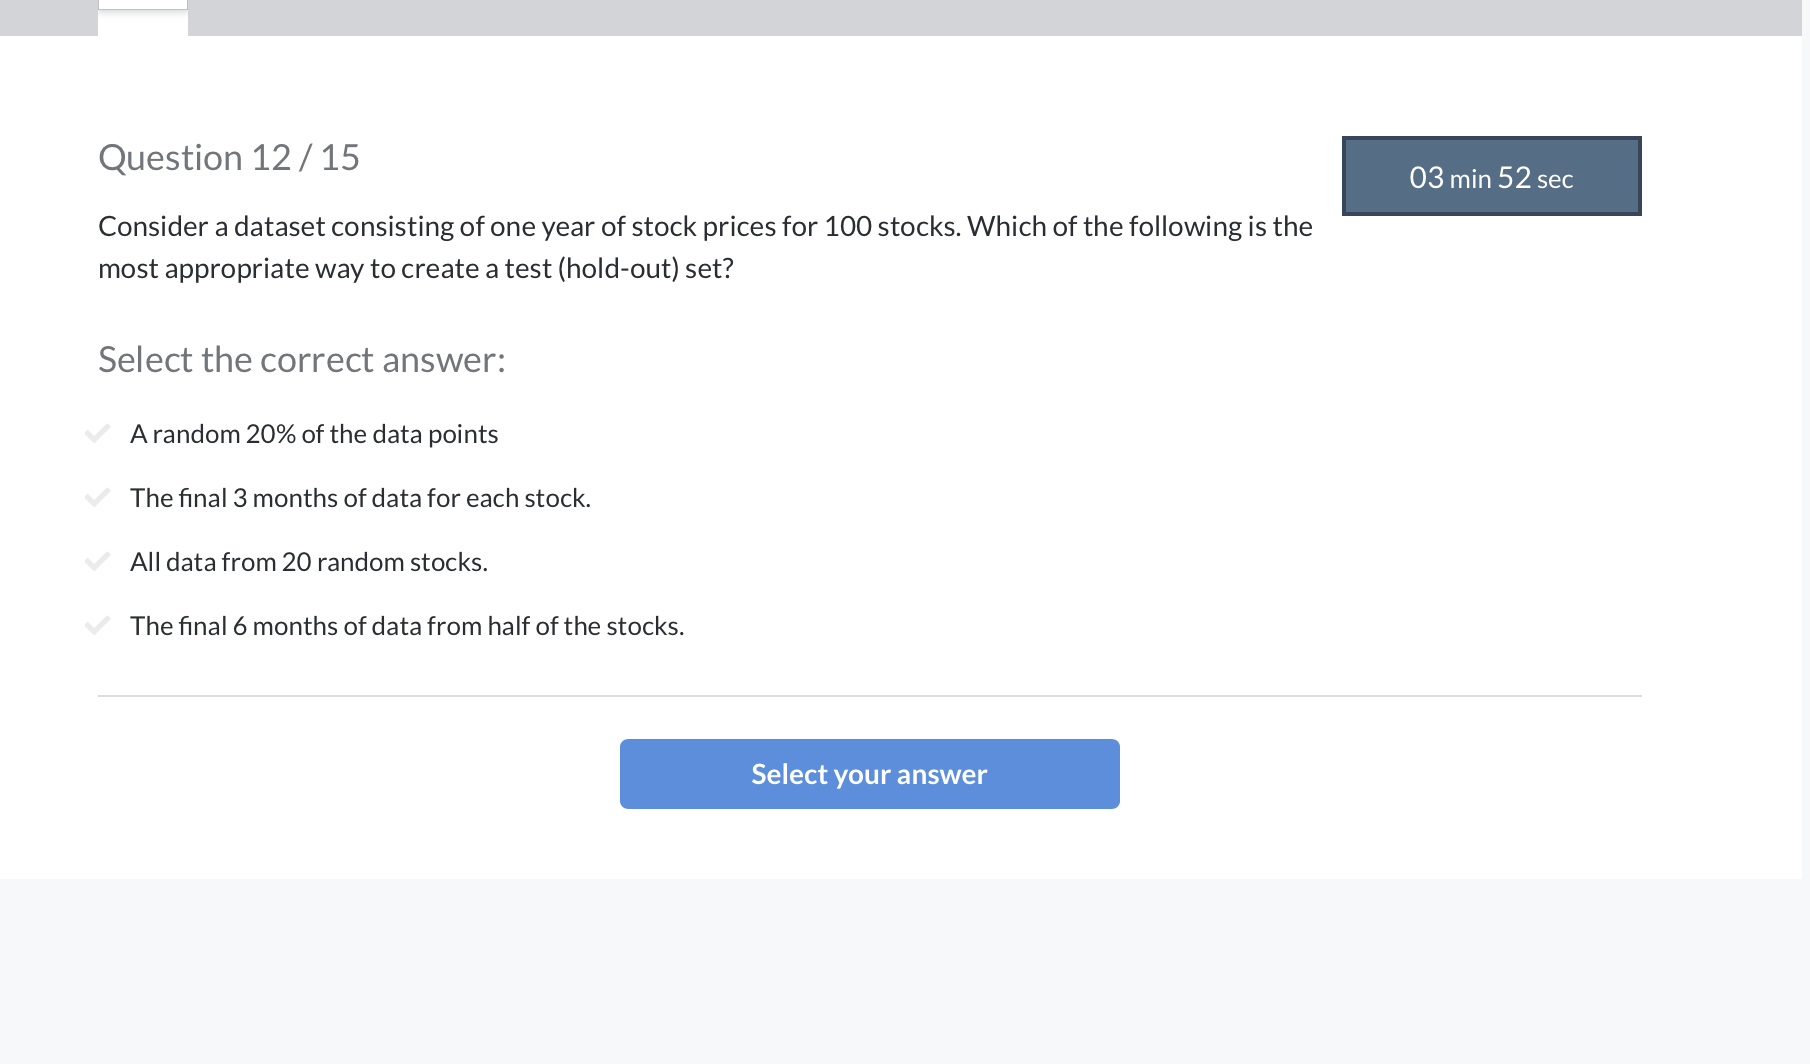 Question 12 / 15
03 min 52 sec
Consider a dataset consisting of one year of stock prices for 100 stocks. Which of the following is the
most appropriate way to create a test (hold-out) set?
Select the correct answer:
A random 20% of the data points
The final 3 months of data for each stock.
All data from 20 random stocks.
The final 6 months of data from half of the stocks.
Select your answer